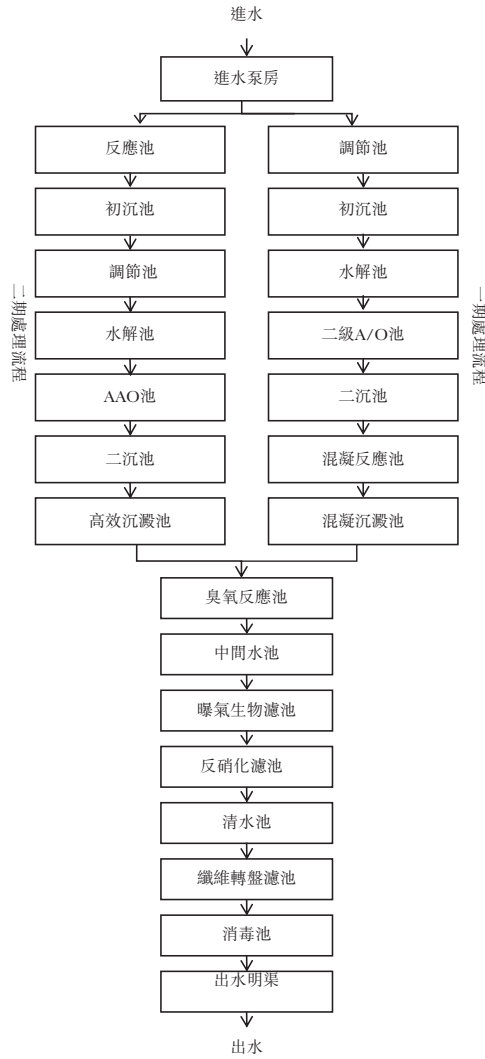 進水
進水泵房
反應池
初沉池
調節池
水解池
AAO池
二沉池
高效沉澱池
二期處理流程
調節池
初沉池
水解池
二級A/O池
二沉池
混凝反應池
混凝沉澱池
一期處理流程
臭氧反應池
中間水池
曝氣生物濾池
反硝化濾池
清水池
纖維轉盤濾池
消毒池
出水明渠
出水